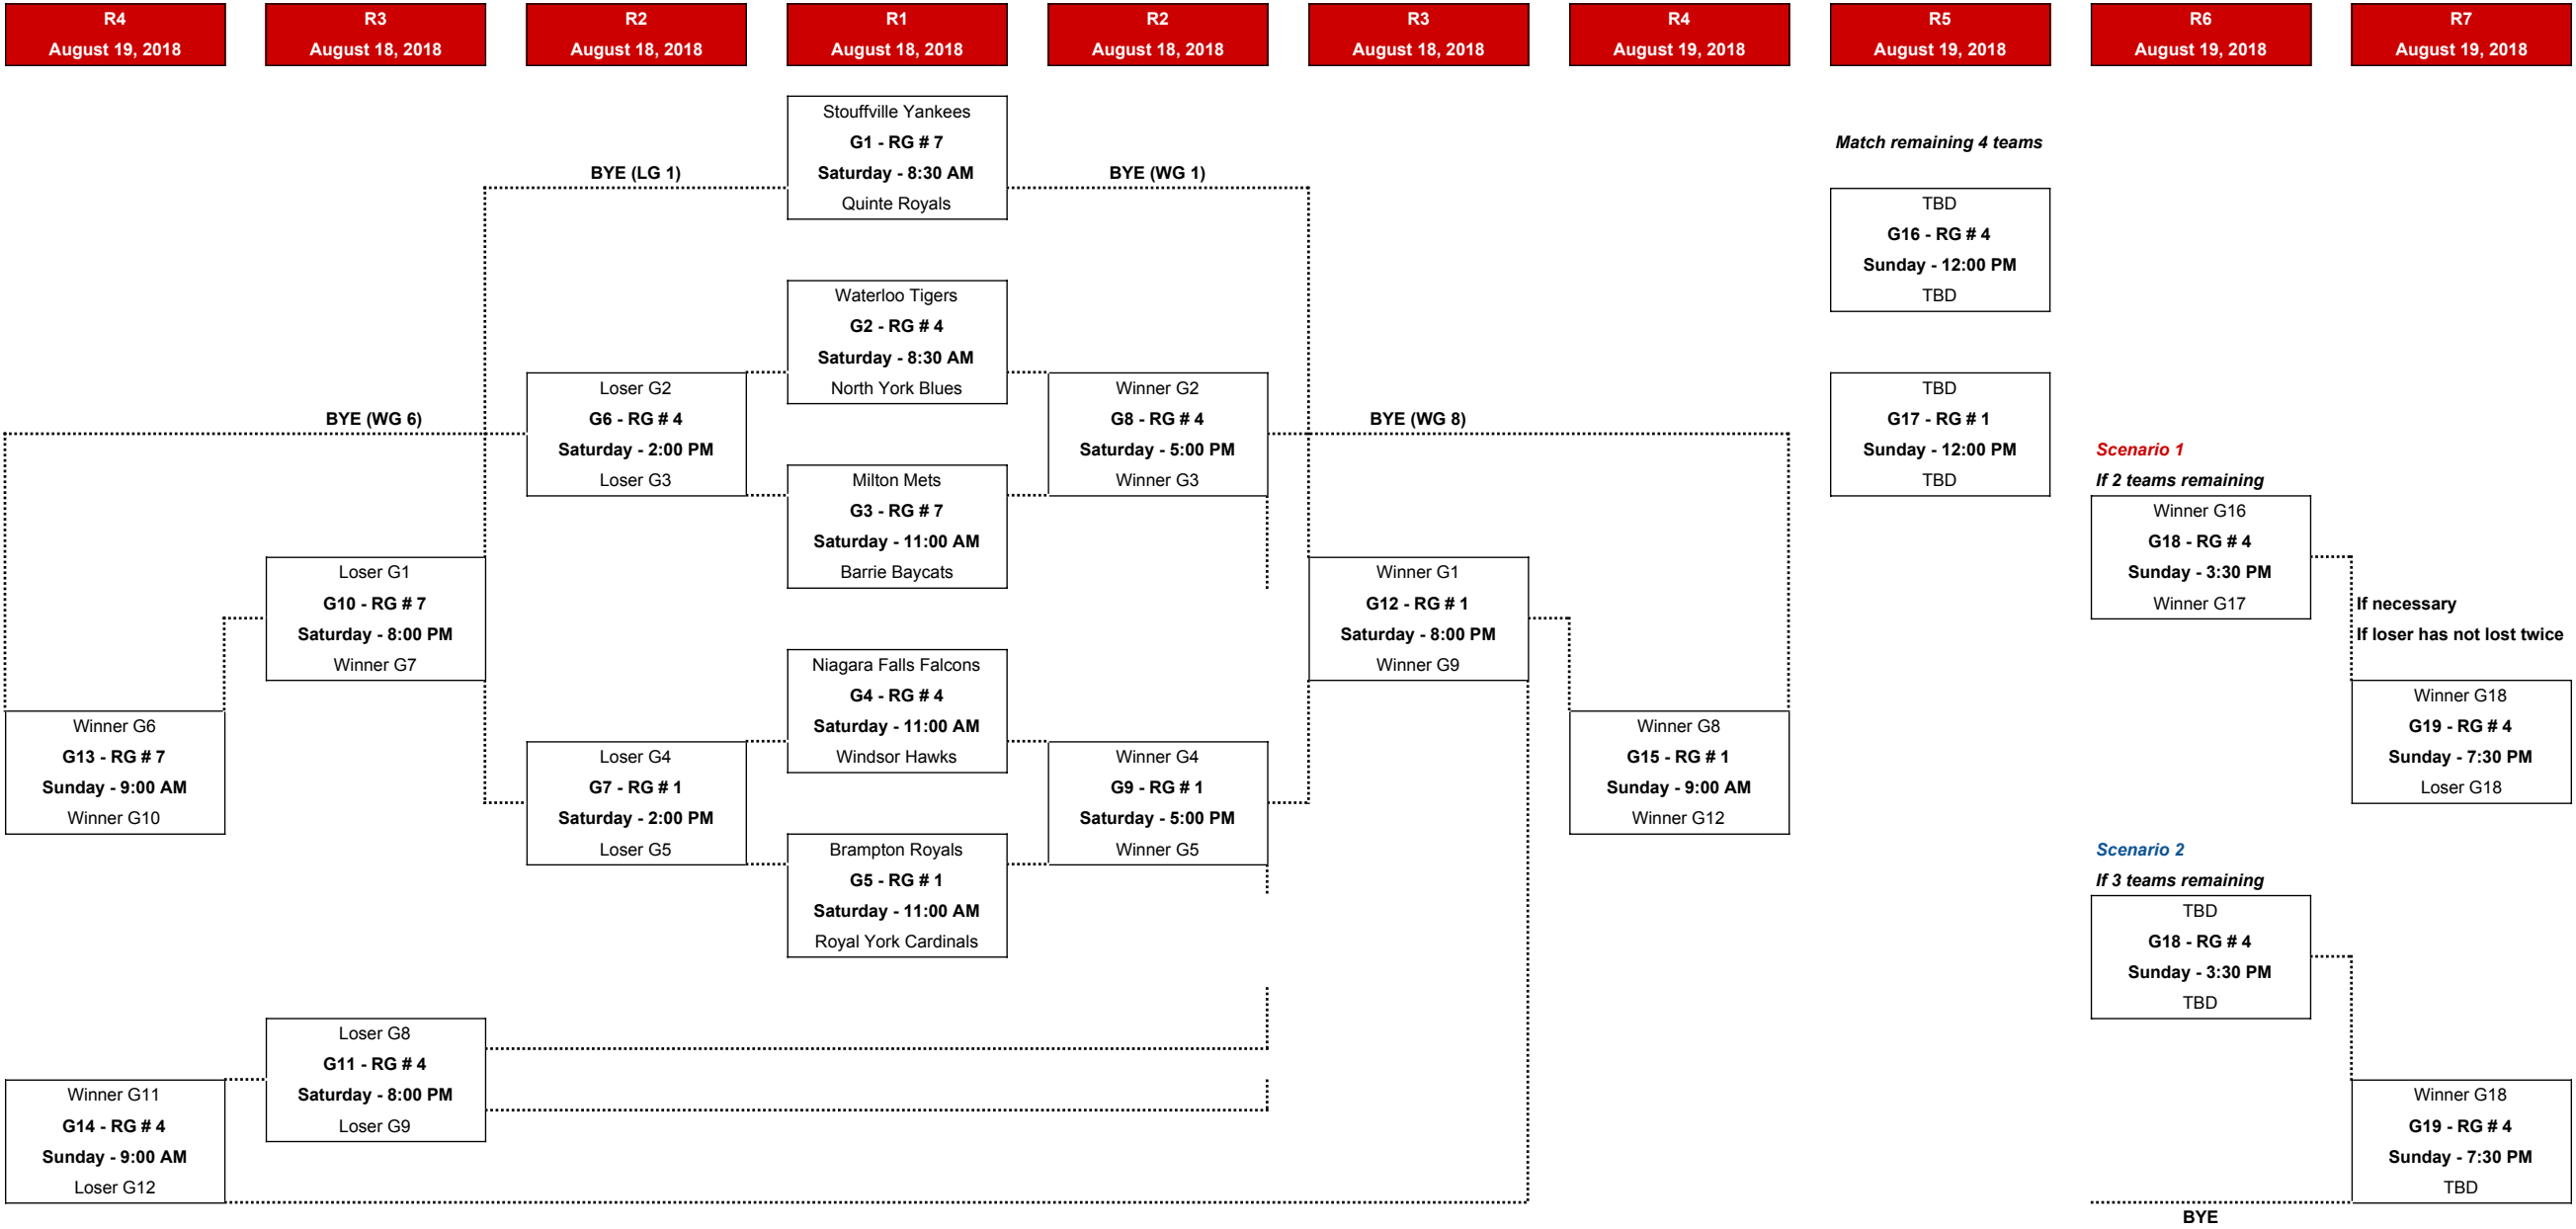 R4
August 19, 2018
R3
August 18, 2018
R2
August 18, 2018
R1
August 18, 2018
R2
August 18, 2018
R3
August 18, 2018
R4
August 19, 2018
R5
August 19, 2018
R6
August 19, 2018
R7
August 19, 2018
Stouffville Yankees
G1 - RG # 7
Saturday - 8:30 AM
Quinte Royals
BYE (LG 1)
BYE (WG 1)
Match remaining 4 teams
TBD
G16 - RG # 4
Sunday - 12:00 PM
TBD
Waterloo Tigers
G2 - RG # 4
Saturday - 8:30 AM
North York Blues
Loser G2
G6 - RG # 4
Saturday - 2:00 PM
Loser G3
Winner G2
G8 - RG # 4
Saturday - 5:00 PM
Winner G3
TBD
G17 - RG # 1
Sunday - 12:00 PM
TBD
BYE (WG 6)
BYE (WG 8)
Milton Mets
G3 - RG # 7
Saturday - 11:00 AM
Barrie Baycats
Scenario 1
If 2 teams remaining
Winner G16
G18 - RG # 4
Sunday - 3:30 PM
Winner G17
If necessary
If loser has not lost twice
Loser G1
G10 - RG # 7
Saturday - 8:00 PM
Winner G7
Winner G1
G12 - RG # 1
Saturday - 8:00 PM
Winner G9
Niagara Falls Falcons
G4 - RG # 4
Saturday - 11:00 AM
Windsor Hawks
Winner G18
G19 - RG # 4
Sunday - 7:30 PM
Loser G18
Winner G6
G13 - RG # 7
Sunday - 9:00 AM
Winner G10
Loser G4
G7 - RG # 1
Saturday - 2:00 PM
Loser G5
Winner G4
G9 - RG # 1
Saturday - 5:00 PM
Winner G5
Winner G8
G15 - RG # 1
Sunday - 9:00 AM
Winner G12
Brampton Royals
G5 - RG # 1
Saturday - 11:00 AM
Royal York Cardinals
Scenario 2
If 3 teams remaining
TBD
G18 - RG # 4
Sunday - 3:30 PM
TBD
Loser G8
G11 - RG # 4
Saturday - 8:00 PM
Loser G9
Winner G11
G14 - RG # 4
Sunday - 9:00 AM
Loser G12
Winner G18
G19 - RG # 4
Sunday - 7:30 PM
TBD
BYE